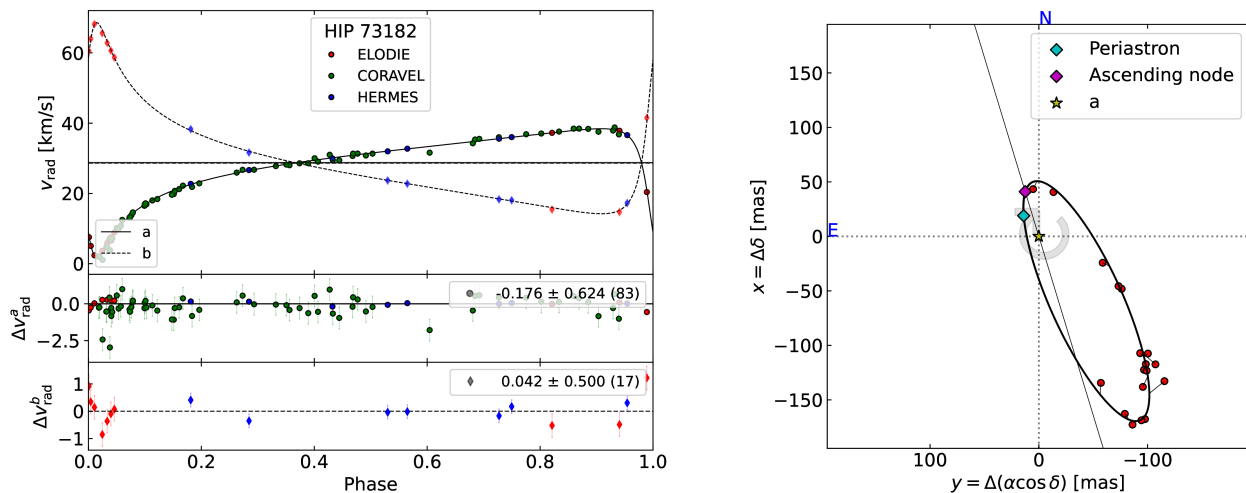 HIP 73182
ELODIE
CORAVEL
HERMES
60
40
20
0
v_rad [km/s]
a
b
0.0
−2.5
Δv^a_rad
-0.176 ± 0.624 (83)
1
0
−1
Δv^b_rad
0.042 ± 0.500 (17)
0.0 0.2 0.4 0.6 0.8 1.0
Phase
N
Periastron
Ascending node
a
E
150
100
50
0
−50
−100
−150
x = Δδ [mas]
100 0 −100
y = Δ(α cos δ) [mas]